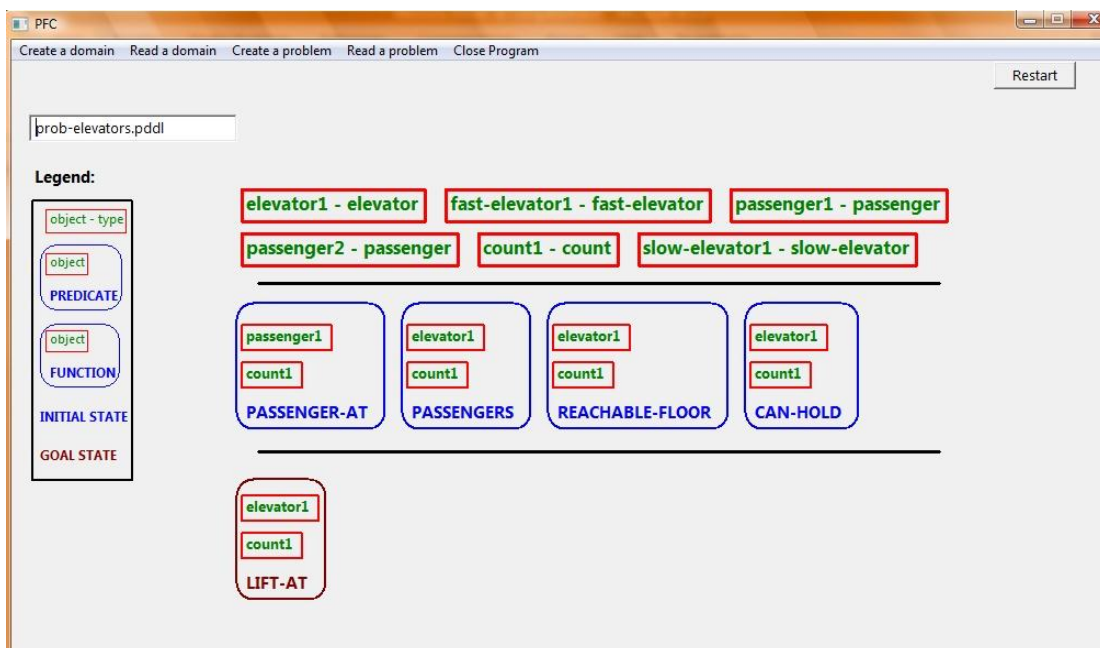 PFC
Create a domain Read a domain Create a problem Read a problem Close Program
Restart
prob-elevators.pddl
Legend:
object - type
object
PREDICATE
object
FUNCTION
INITIAL STATE
GOAL STATE
elevator1 - elevator fast-elevator1 - fast-elevator passenger1 - passenger
passenger2 - passenger count1 - count slow-elevator1 - slow-elevator
passenger1 elevator1 elevator1 elevator1
count1 count1 count1 count1
PASSENGER-AT PASSENGERS REACHABLE-FLOOR CAN-HOLD
elevator1
count1
LIFT-AT